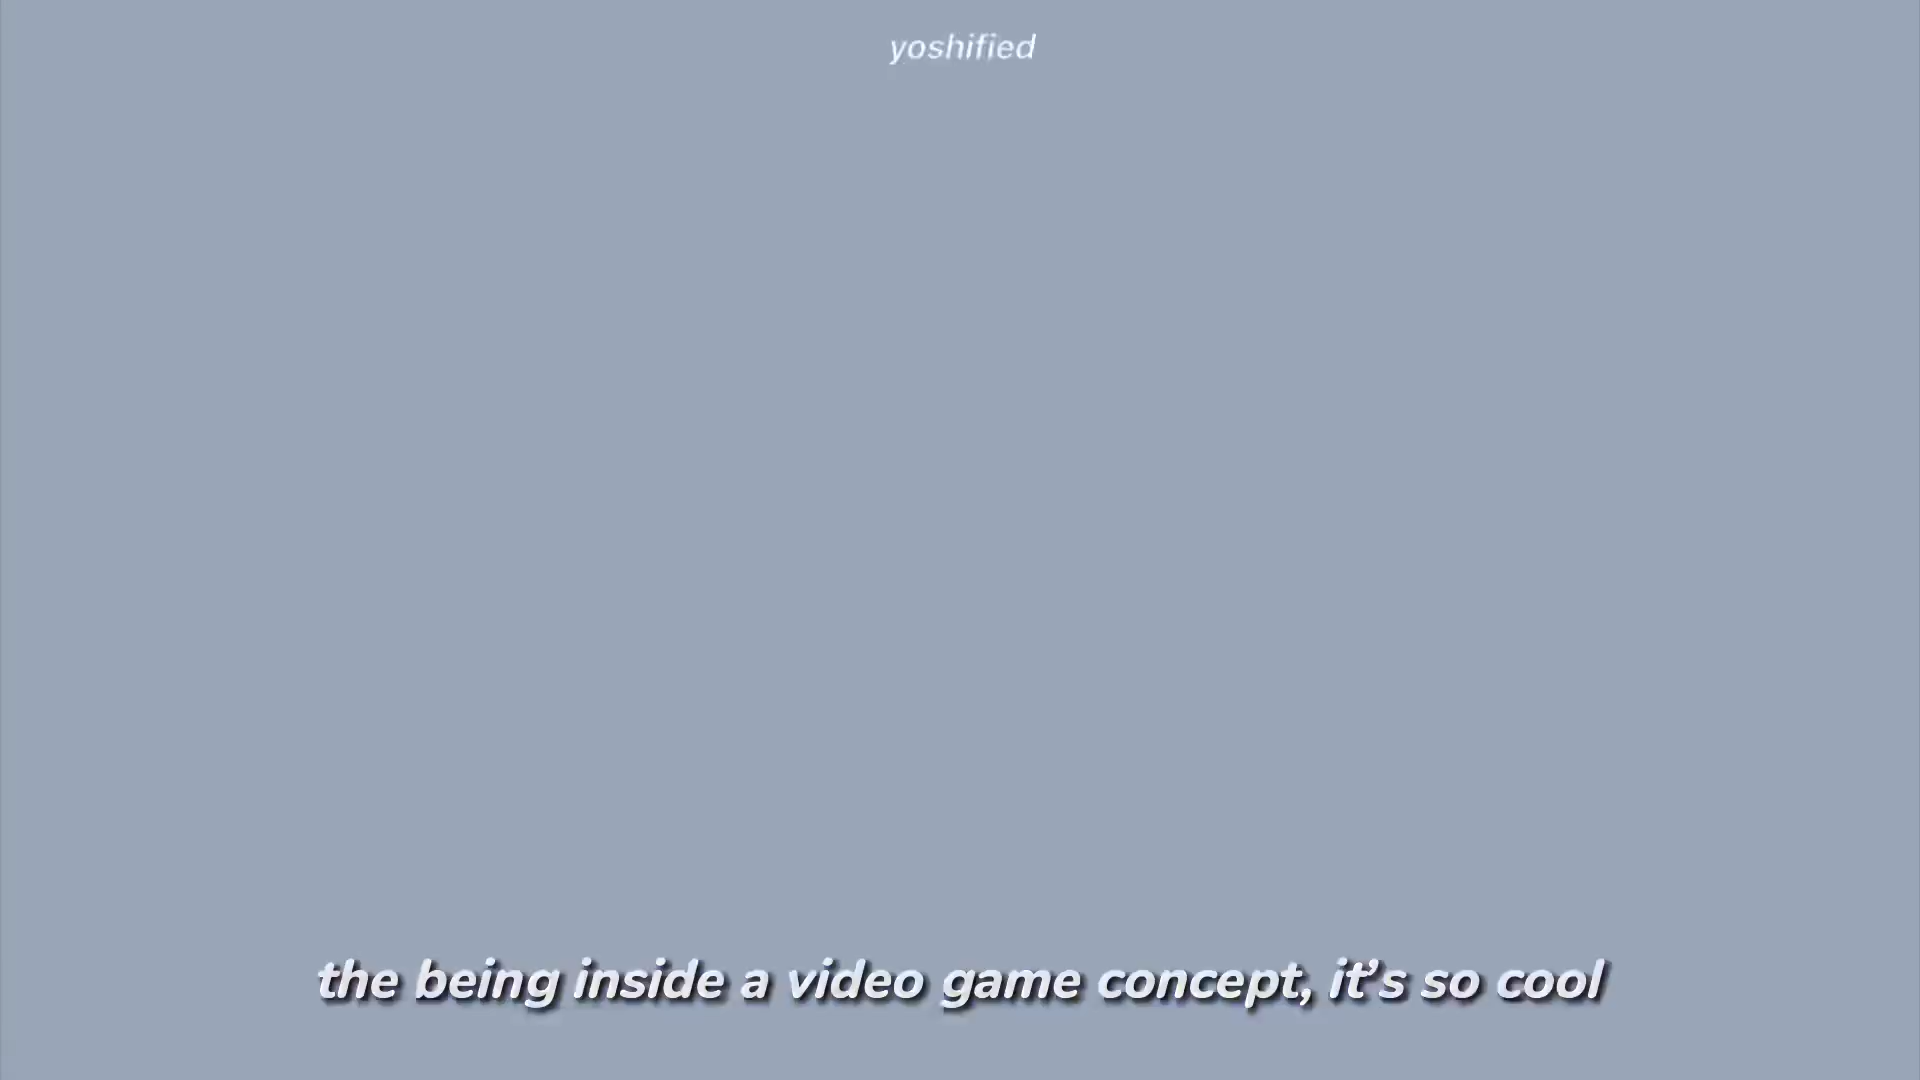 yoshified
the being inside a video game concept, it’s so cool